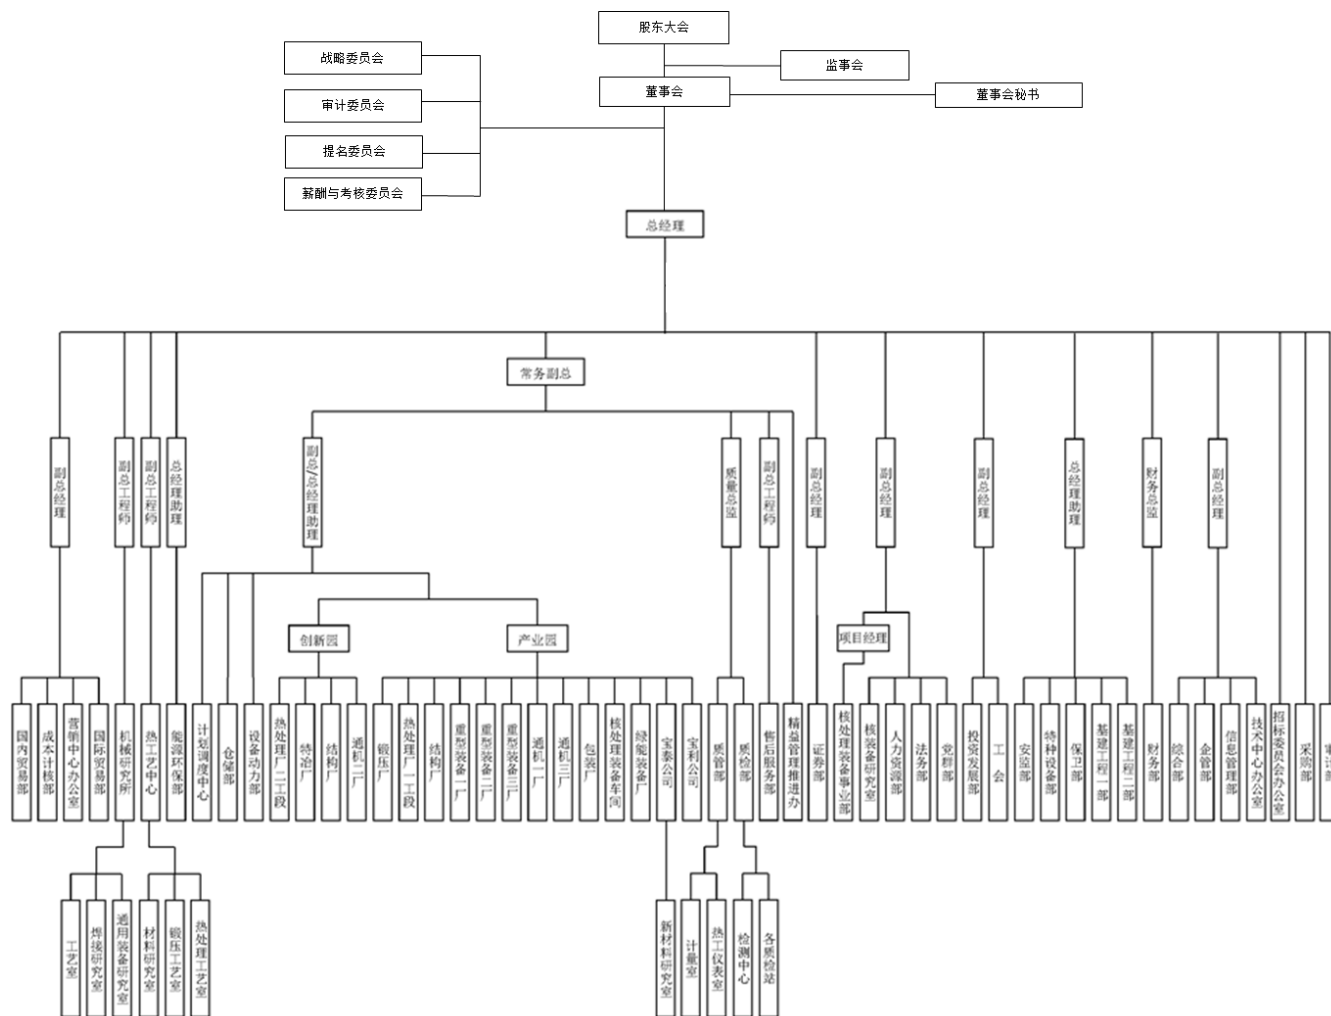 股东大会
战略委员会
监事会
审计委员会
董事会
董事会秘书
提名委员会
薪酬与考核委员会
总经理
常务副总
副总经理
副总工程师
副总工程师
总经理助理
副总/总经理助理
质量总监
副总工程师
副总经理
副总经理
副总经理
总经理助理
财务总监
副总经理
创新园
产业园
项目经理
国内贸易部
成本计核部
营销中心办公室
国际贸易部
机械研究所
热工艺中心
能源环保部
计划调度中心
仓储部
设备动力部
热处理厂二工段
特冶厂
结构厂
通机二厂
锻压厂
热处理厂一工段
结构厂
重型装备一厂
重型装备二厂
重型装备三厂
通机一厂
通机三厂
包装厂
核处理装备车间
绿能装备厂
宝泰公司
宝利公司
质管部
质检部
售后服务部
精益管理推进办
证券部
核处理装备事业部
核装备研究室
人力资源部
法务部
党群部
投资发展部
工会
安监部
特种设备部
保卫部
基建工程一部
基建工程二部
财务部
综合部
企管部
信息管理部
技术中心办公室
招标委员会办公室
采购部
审计部
工艺室
焊接研究室
通用装备研究室
材料研究室
锻压工艺室
热处理工艺室
新材料研究室
计量室
热工仪表室
检测中心
各质检站